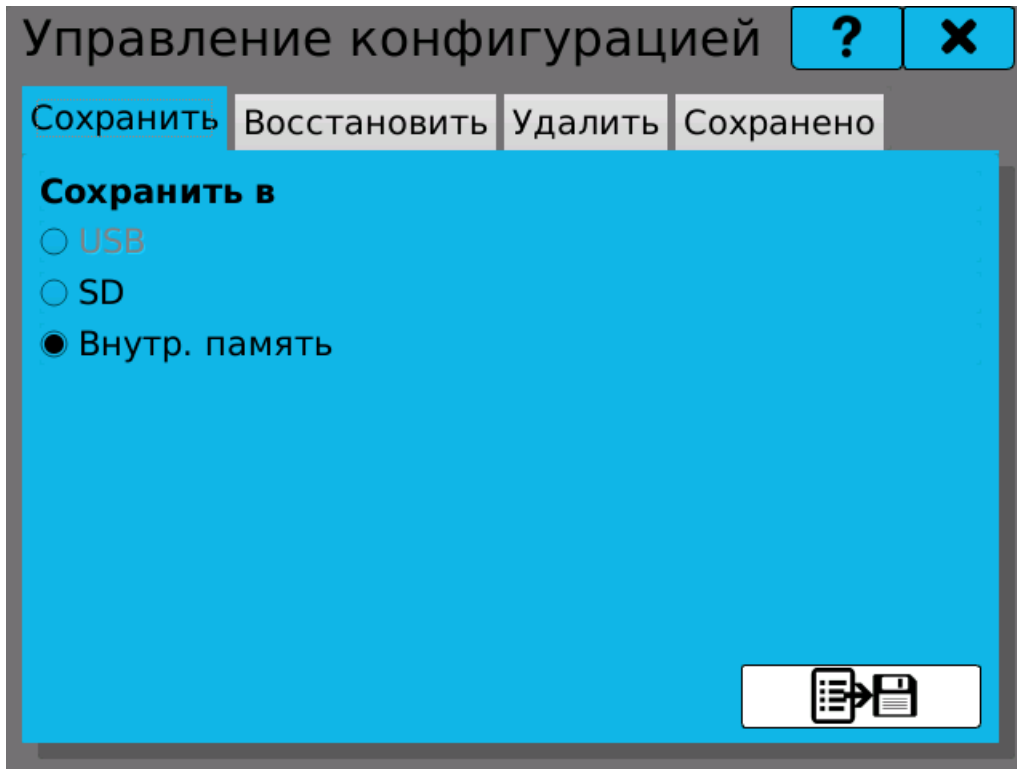 Управление конфигурацией ?
Сохранить Восстановить Удалить Сохранено
Сохранить в
USB
SD
Внутр. память